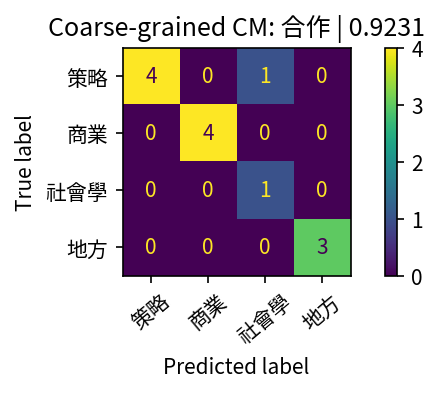 Coarse-grained CM: 合作 | 0.9231
True label
策略 4 0 1 0
商業 0 4 0 0
社會學 0 0 1 0
地方 0 0 0 3
策略 商業 社會學 地方
Predicted label
4
3
2
1
0